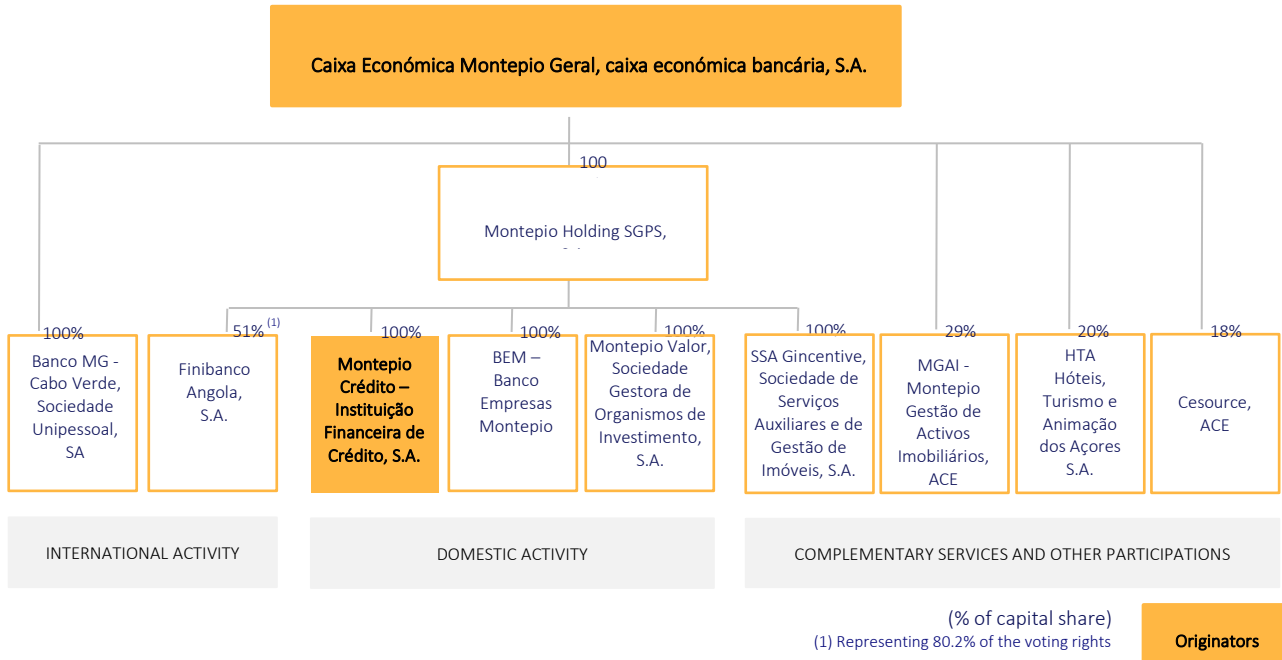 Caixa Económica Montepio Geral, caixa económica bancária, S.A.
100
Montepio Holding SGPS,
100%
Banco MG -
Cabo Verde,
Sociedade
Unipessoal,
SA
51% (1)
Finibanco
Angola,
S.A.
100%
Montepio
Crédito –
Instituição
Financeira de
Crédito, S.A.
100%
BEM –
Banco
Empresas
Montepio
100%
Montepio Valor,
Sociedade
Gestora de
Organismos de
Investimento,
S.A.
100%
SSA Gincentive,
Sociedade de
Serviços
Auxiliares e de
Gestão de
Imóveis, S.A.
29%
MGAI -
Montepio
Gestão de
Activos
Imobiliários,
ACE
20%
HTA
Hóteis,
Turismo e
Animação
dos Açores
S.A.
18%
Cesource,
ACE
INTERNATIONAL ACTIVITY
DOMESTIC ACTIVITY
COMPLEMENTARY SERVICES AND OTHER PARTICIPATIONS
(% of capital share)
(1) Representing 80.2% of the voting rights
Originators